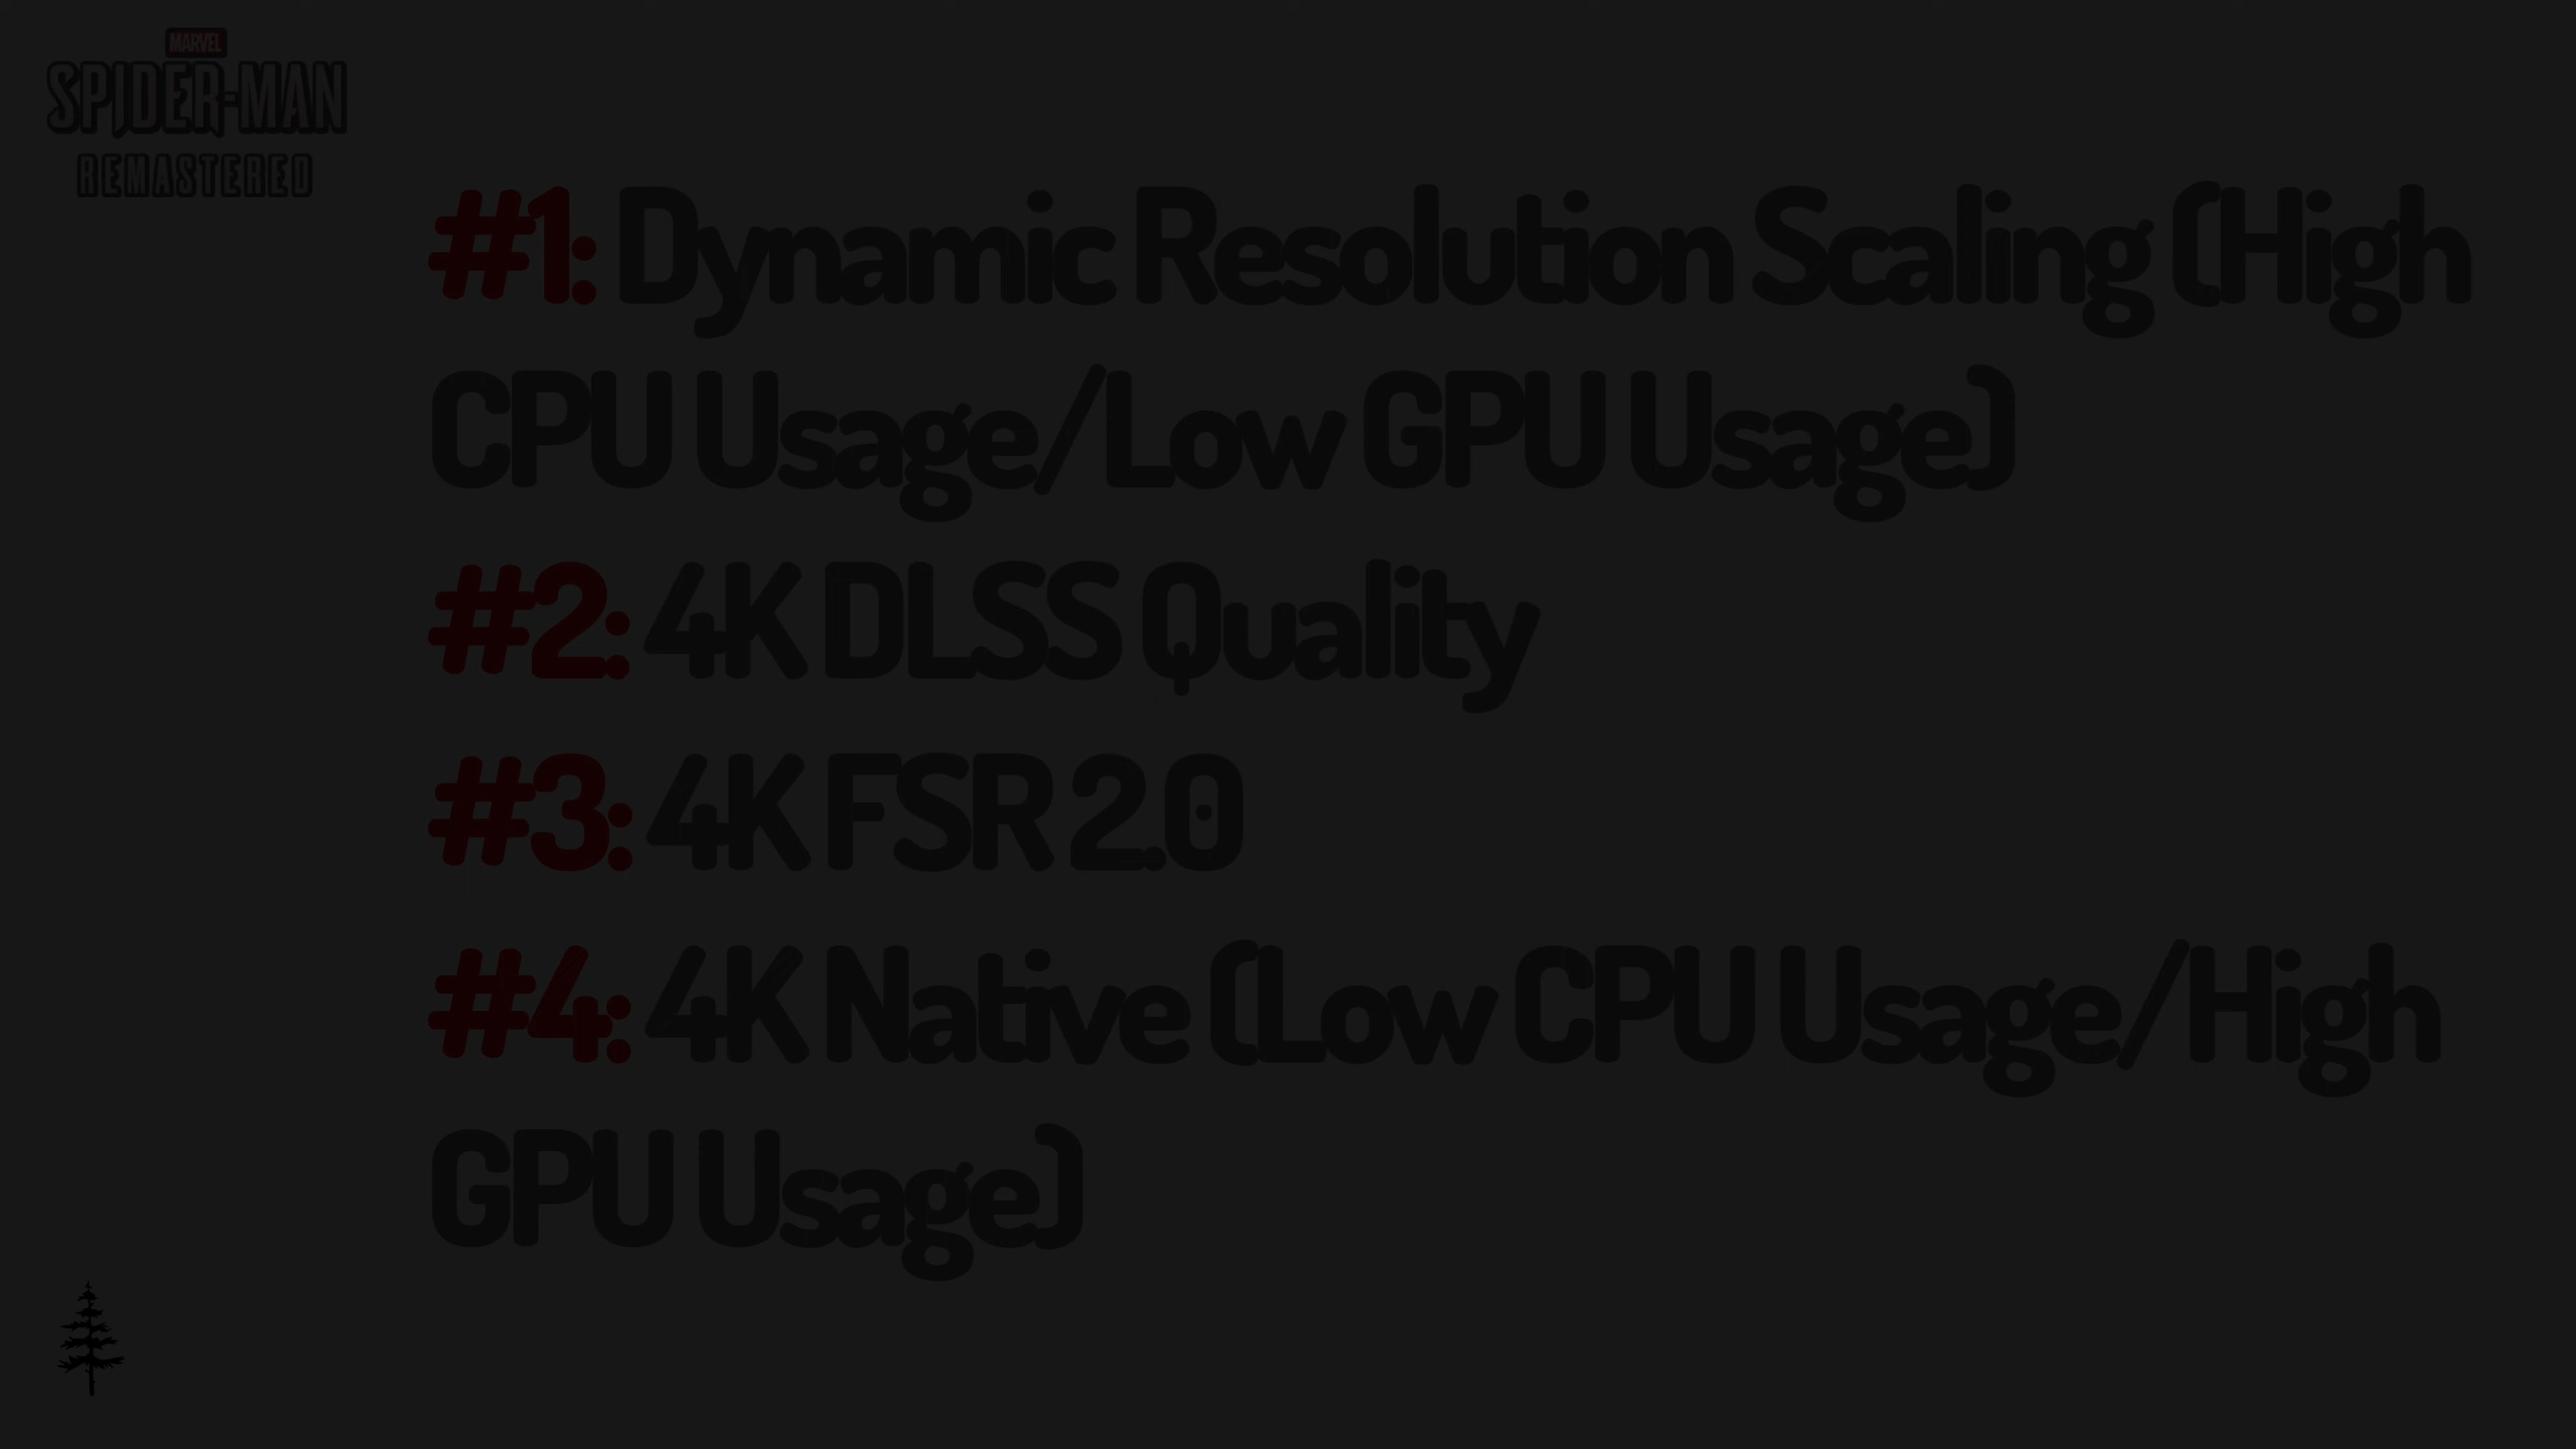 MARVEL
SPIDER-MAN
REMASTERED
#1: Dynamic Resolution Scaling (High
CPU Usage/Low GPU Usage)
#2: 4K DLSS Quality
#3: 4K FSR 2.0
#4: 4K Native (Low CPU Usage/High
GPU Usage)